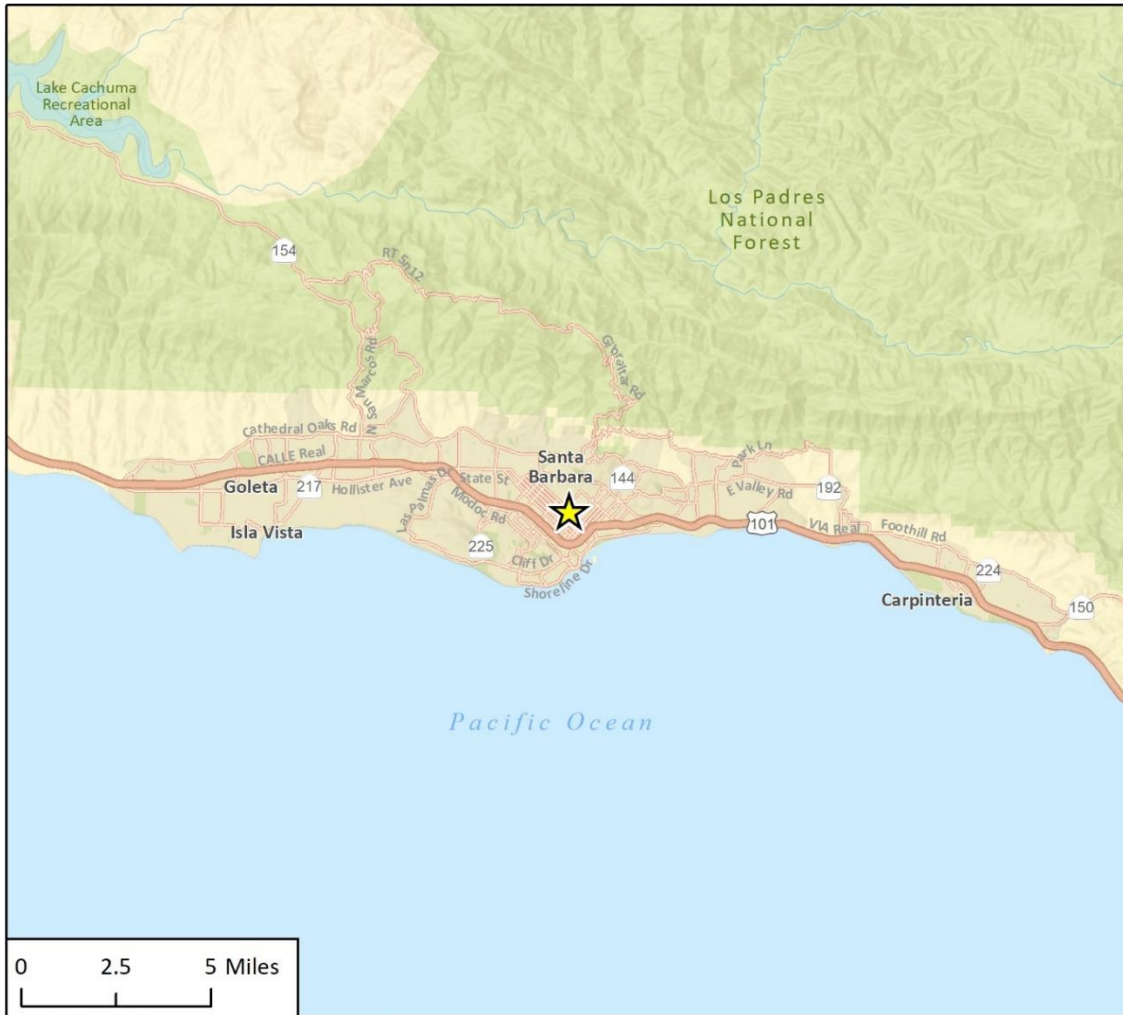 Lake Cachuma
Recreational
Area
Los Padres
National
Forest
154
RT 5n12
Gibraltar Rd
N San Marcos Rd
Cathedral Oaks Rd
CALLE Real
Goleta
217
Hollister Ave
Isla Vista
Las Palmas Dr
State St
Modoc Rd
225
Cliff Dr
Shoreline Dr
Santa
Barbara
144
Park Ln
E Valley Rd
192
101
VIA Real
Foothill Rd
224
Carpinteria
150
Pacific Ocean
0 2.5 5 Miles